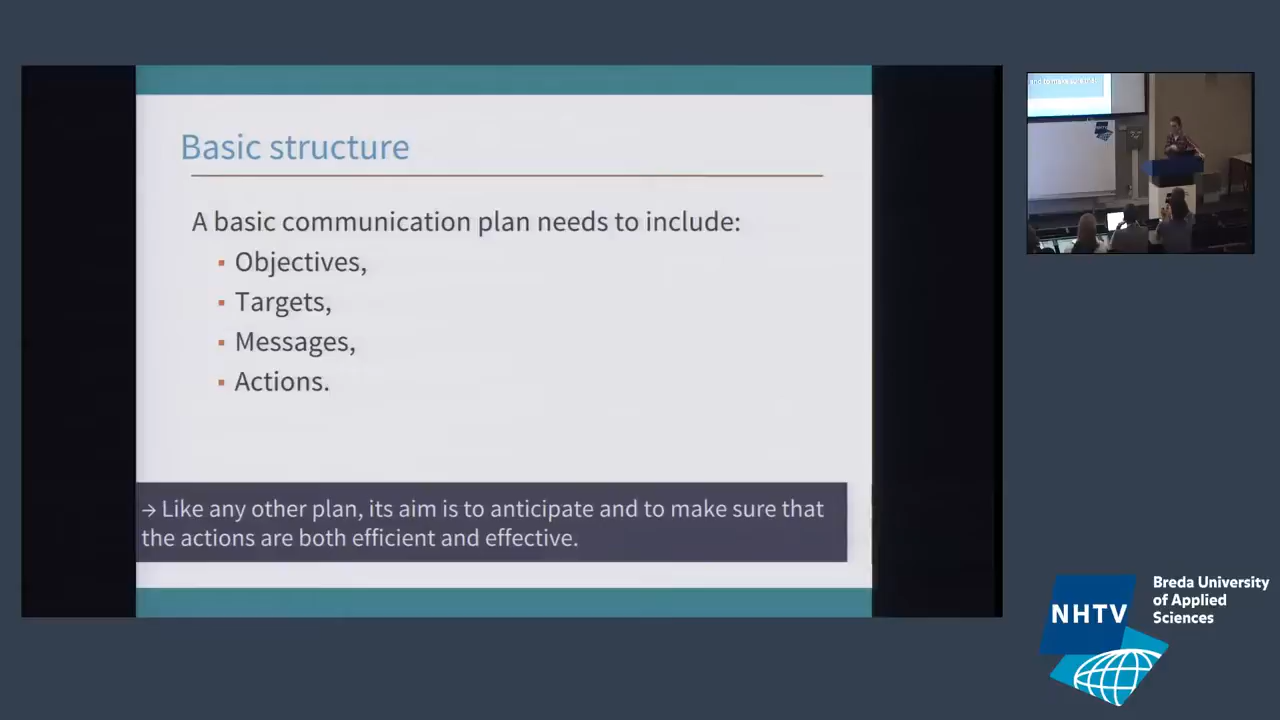 Basic structure
A basic communication plan needs to include:
▪ Objectives,
▪ Targets,
▪ Messages,
▪ Actions.
→ Like any other plan, its aim is to anticipate and to make sure that
the actions are both efficient and effective.
NHTV
Breda University
of Applied
Sciences